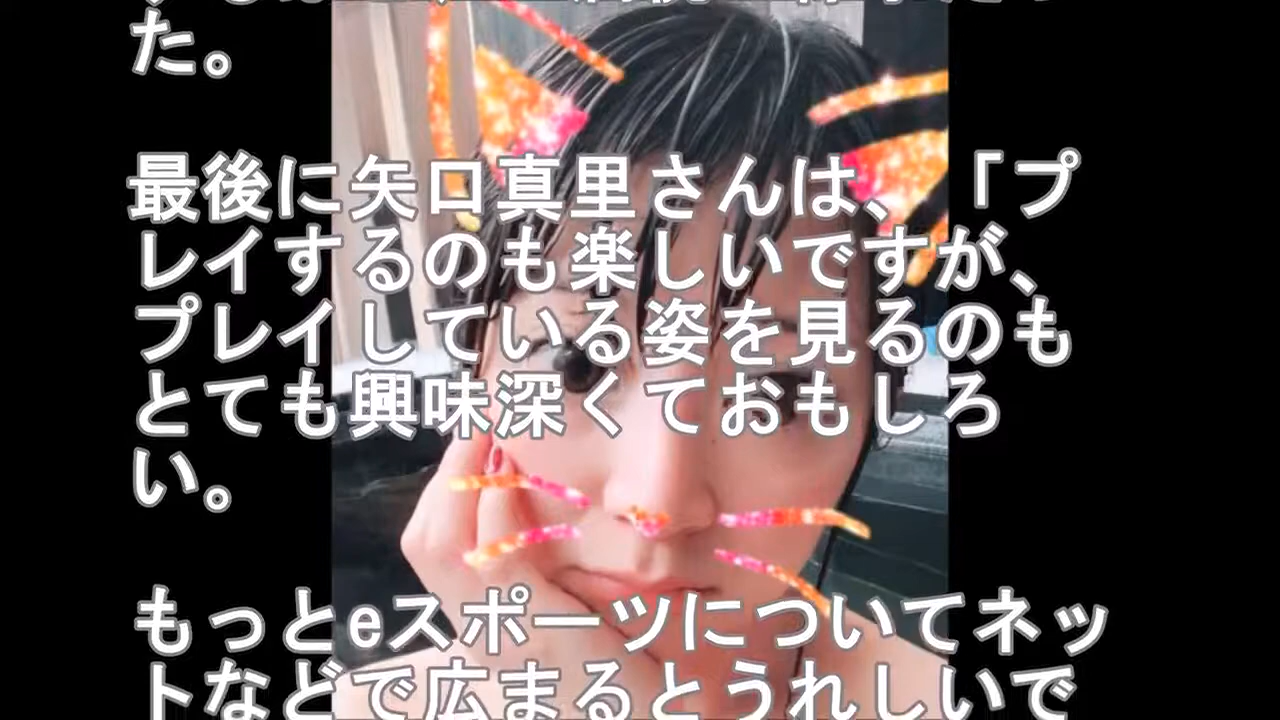 た。
最後に矢口真里さんは、「プ
レイするのも楽しいですが、
プレイしている姿を見るのも
とても興味深くておもしろ
い。
もっとeスポーツについてネッ
トなどで広まるとうれしいで